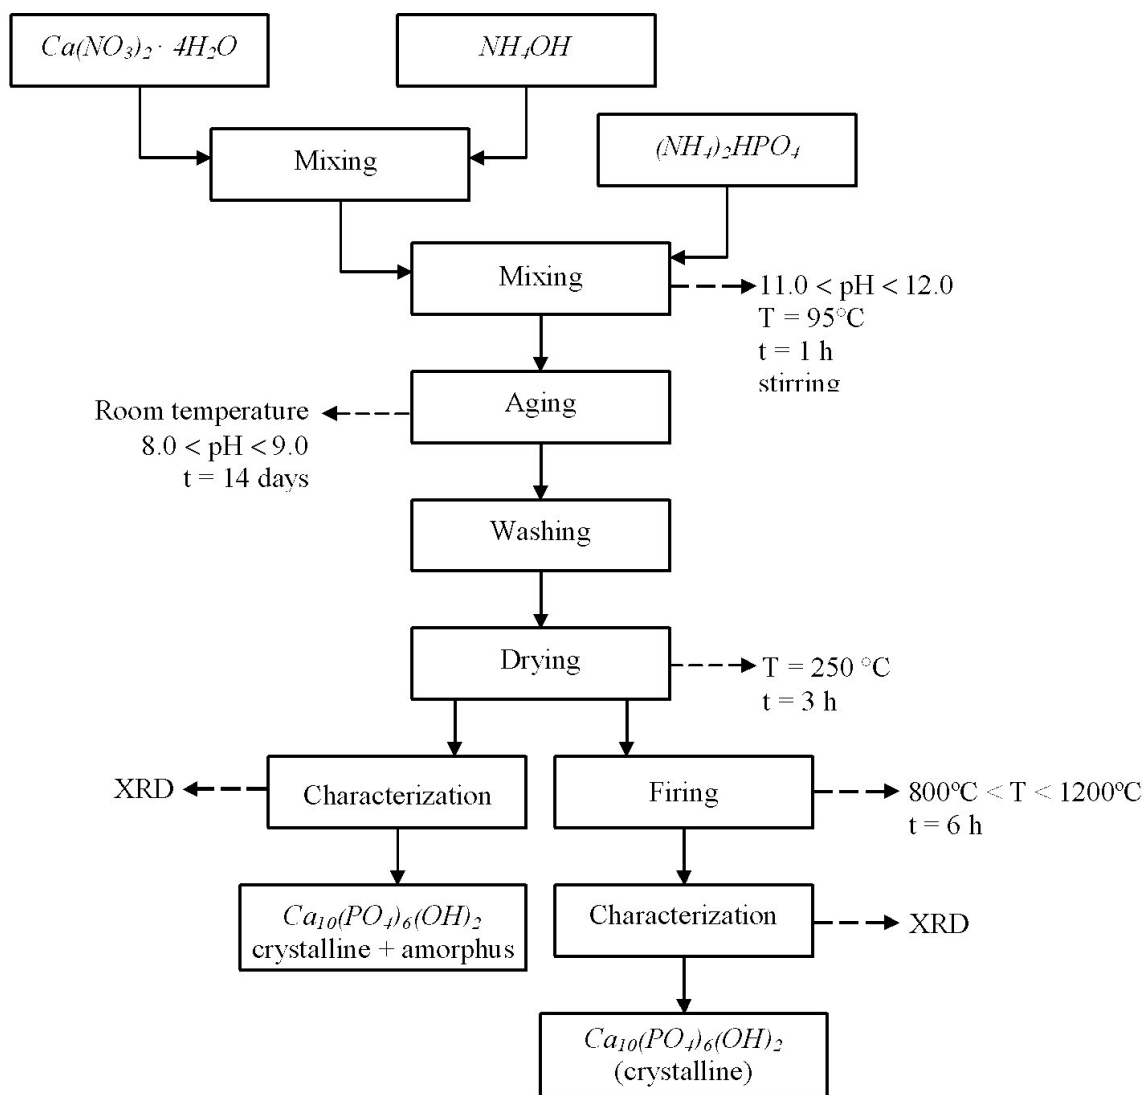 Ca(NO₃)₂ · 4H₂O
NH₄OH
Mixing
(NH₄)₂HPO₄
Mixing
11.0 < pH < 12.0
T = 95°C
t = 1 h
stirring
Aging
Room temperature
8.0 < pH < 9.0
t = 14 days
Washing
Drying
T = 250 °C
t = 3 h
XRD
Characterization
Firing
800ºC < T < 1200ºC
t = 6 h
Ca₁₀(PO₄)₆(OH)₂
crystalline + amorphus
Characterization
XRD
Ca₁₀(PO₄)₆(OH)₂
(crystalline)